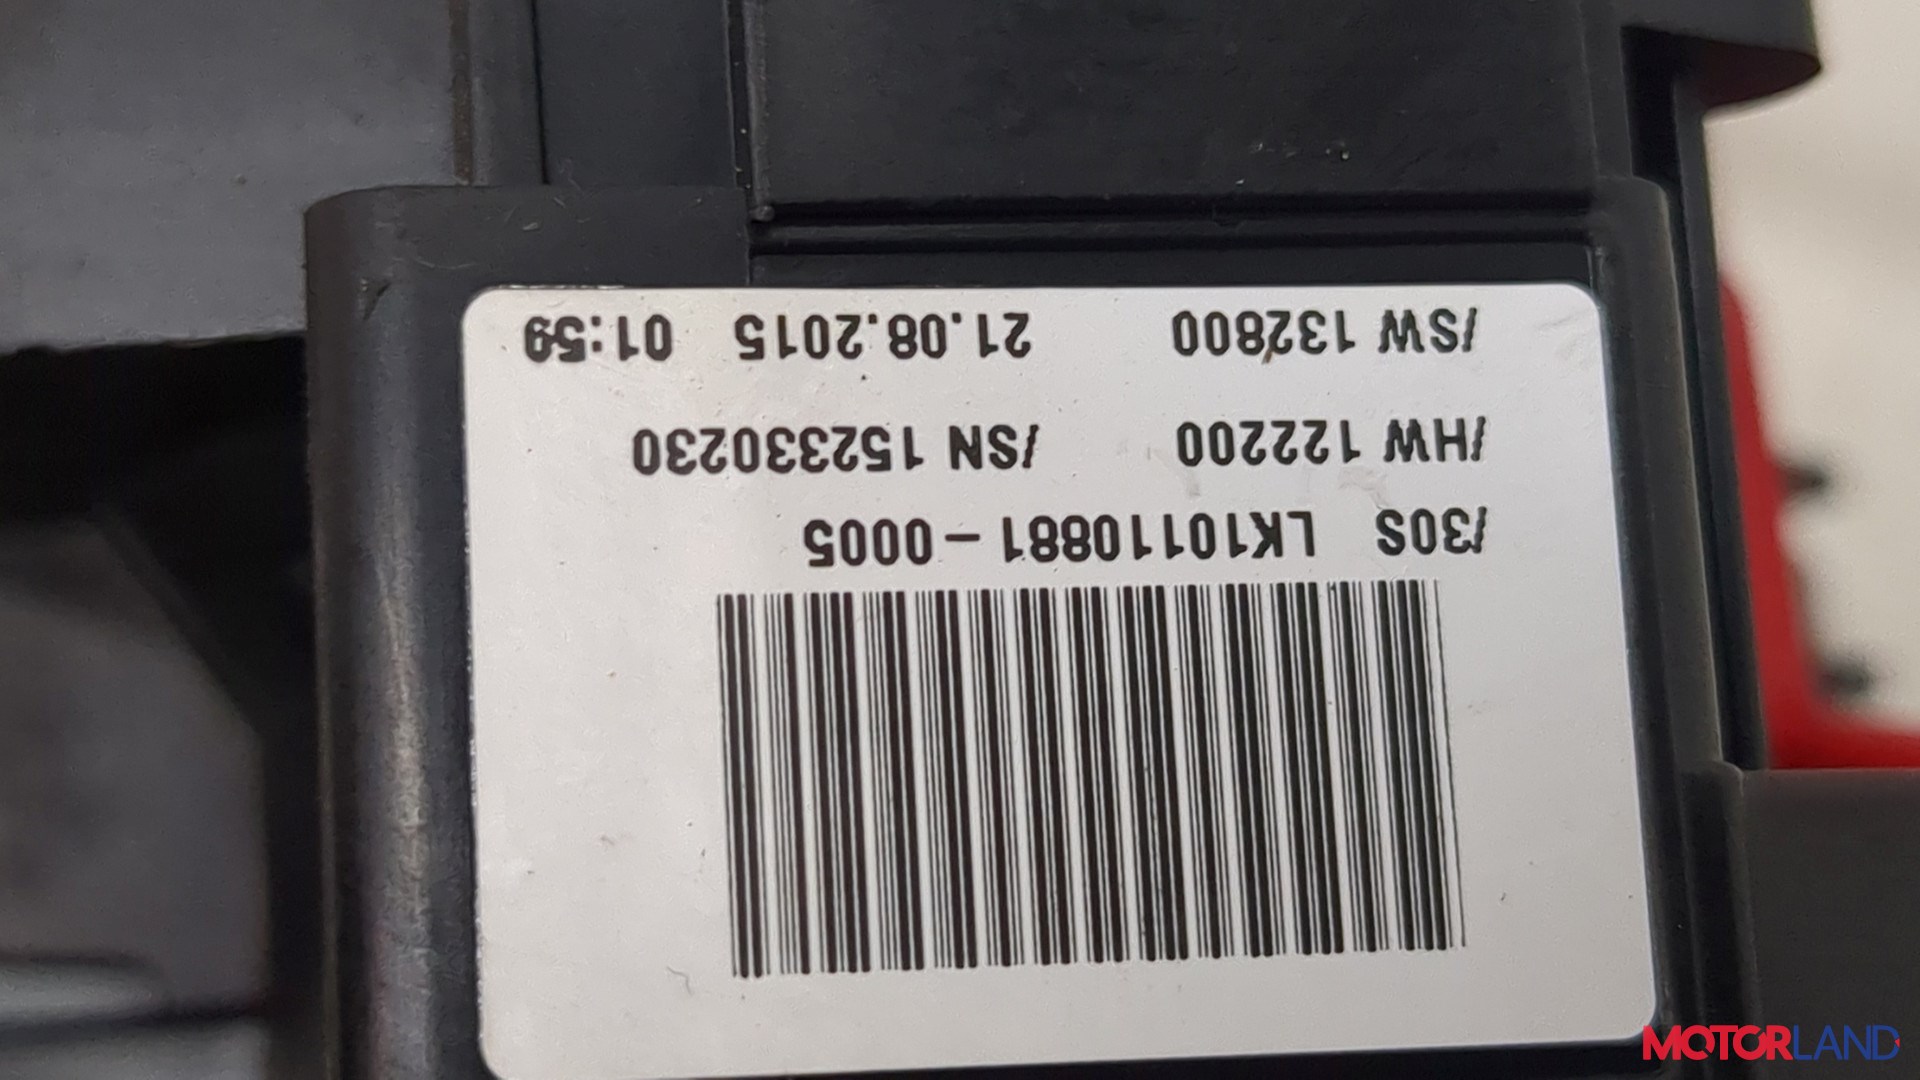 /30S LK10110881 - 0005
/HW 122200 /SN 152330230
/SW 132800 21.08.2015 01:59
MOTORLAND